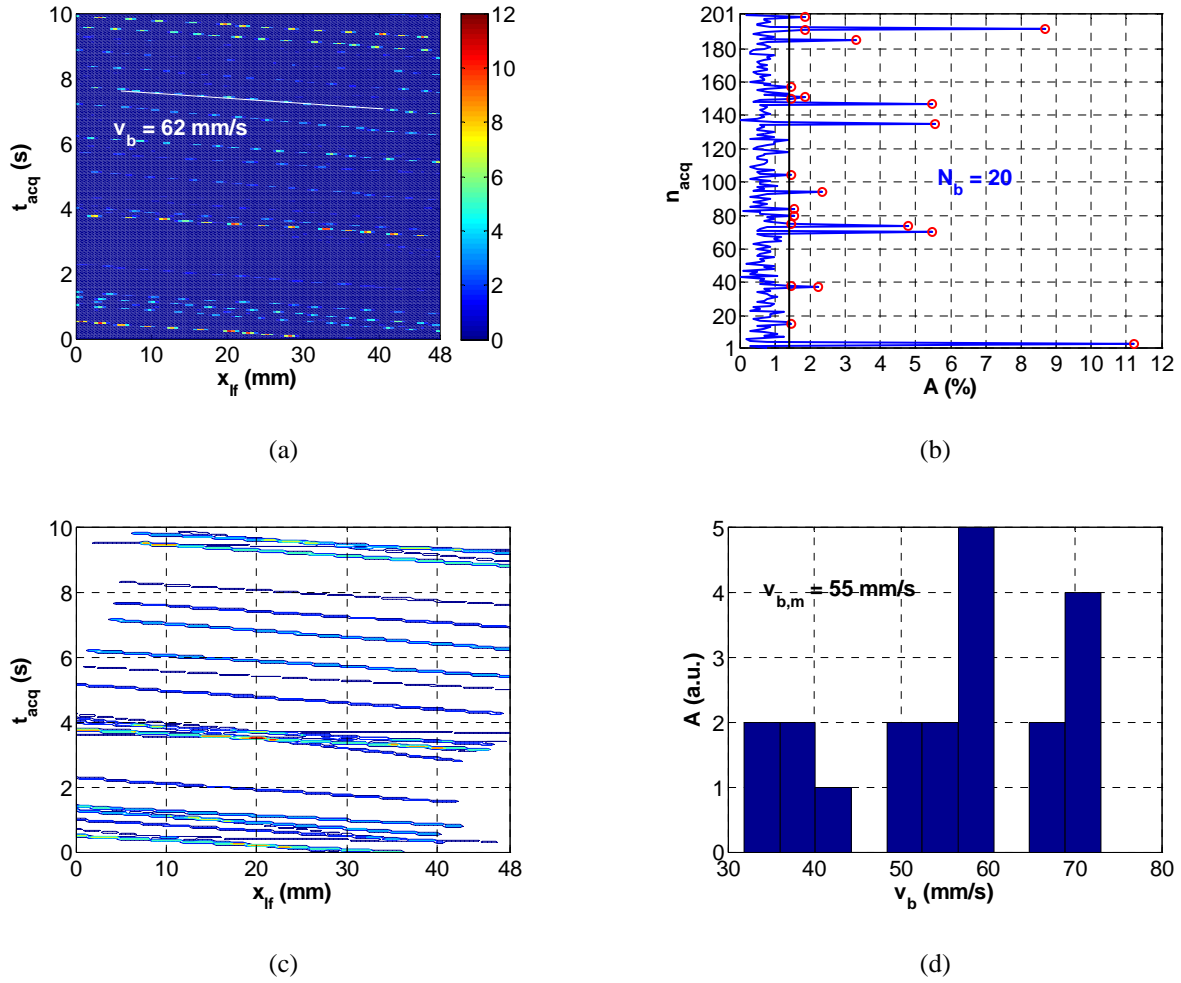 10
8
6
4
2
0
t_acq (s)
v_b = 62 mm/s
0 10 20 30 40 48
x_lf (mm)
12
10
8
6
4
2
0
(a)
201
180
160
140
120
100
80
60
40
20
1
n_acq
N_b = 20
0 1 2 3 4 5 6 7 8 9 10 11 12
A (%)
(b)
10
8
6
4
2
0
t_acq (s)
0 10 20 30 40 48
x_lf (mm)
(c)
5
4
3
2
1
0
A (a.u.)
v_b,m = 55 mm/s
30 40 50 60 70 80
v_b (mm/s)
(d)